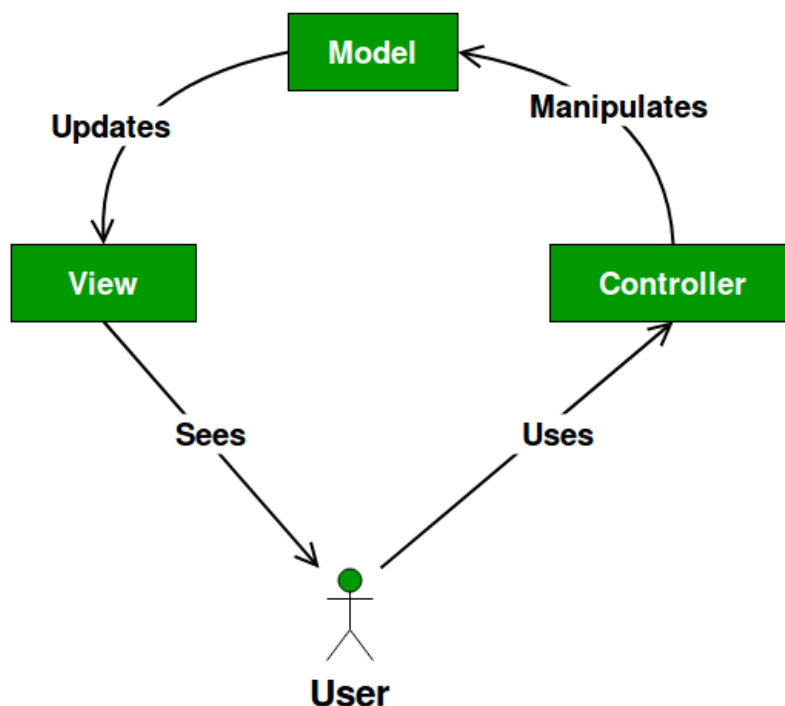 Model
Updates
Manipulates
View
Controller
Sees
Uses
User